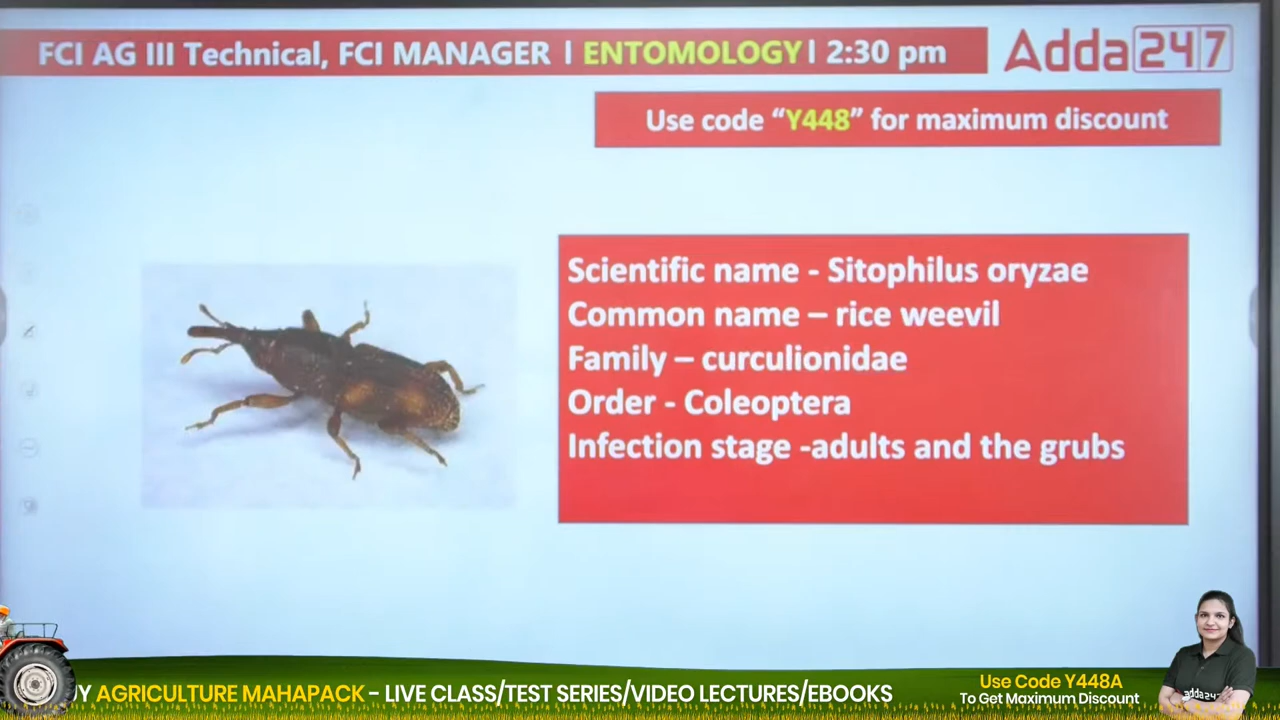 FCI AG III Technical, FCI MANAGER | ENTOMOLOGY | 2:30 pm
Adda247
Use code “Y448” for maximum discount
Scientific name - Sitophilus oryzae
Common name – rice weevil
Family – curculionidae
Order - Coleoptera
Infection stage -adults and the grubs
AGRICULTURE MAHAPACK – LIVE CLASS/TEST SERIES/VIDEO LECTURES/EBOOKS
Use Code Y448A
To Get Maximum Discount
adda247